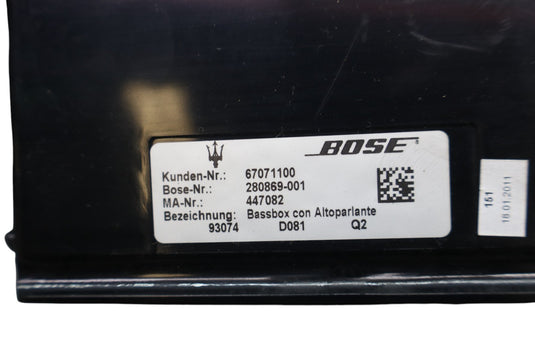 BOSE
Kunden-Nr.: 67071100
Bose-Nr.: 280869-001
MA-Nr.: 447082
Bezeichnung: Bassbox con Altoparlante
93074 D081 Q2
151
18.01.2011